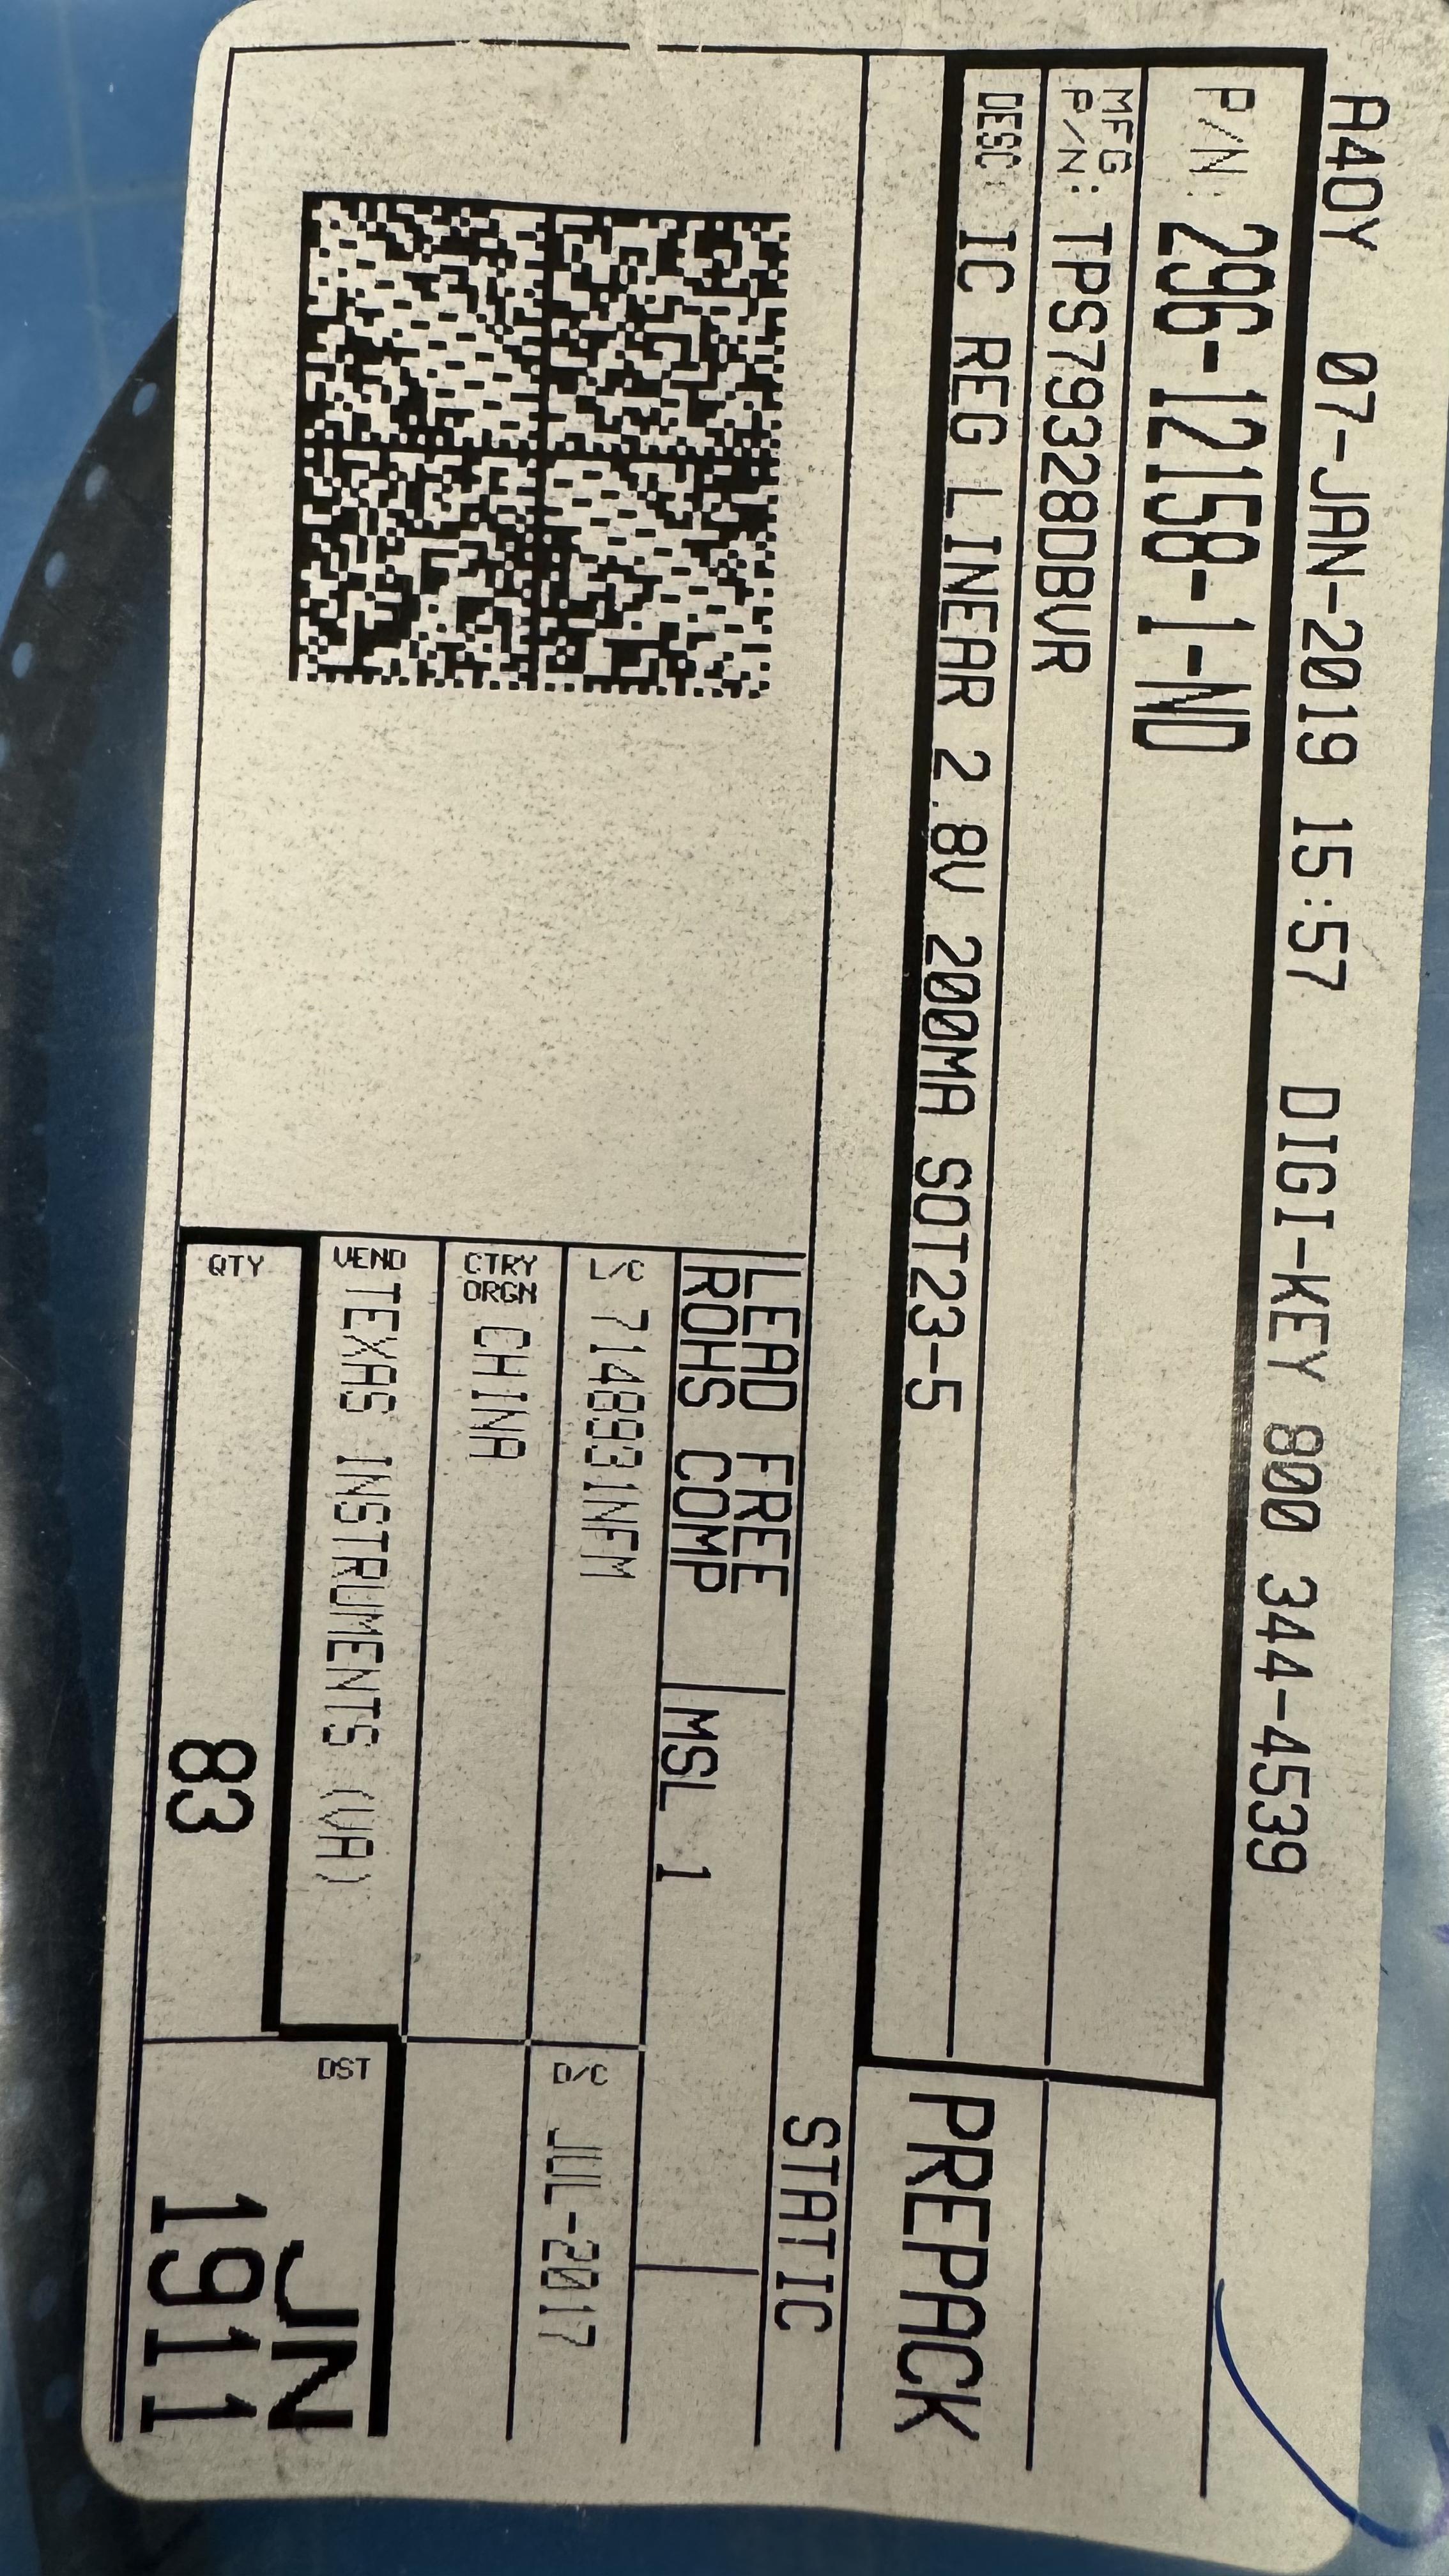 A4OY 07-JAN-2019 15:57 DIGI-KEY 800 344-4539
P/N: 296-12158-1-ND
MFG P/N: TPS79328DBVR
DESC: IC REG LINEAR 2.8V 200MA SOT23-5
PREPACK
STATIC
LEAD FREE
ROHS COMP
MSL 1
L/C 7148931NFM
D/C JUL-2017
CTRY ORGN CHINA
VEND TEXAS INSTRUMENTS (VA)
QTY 83
DST JN
1911